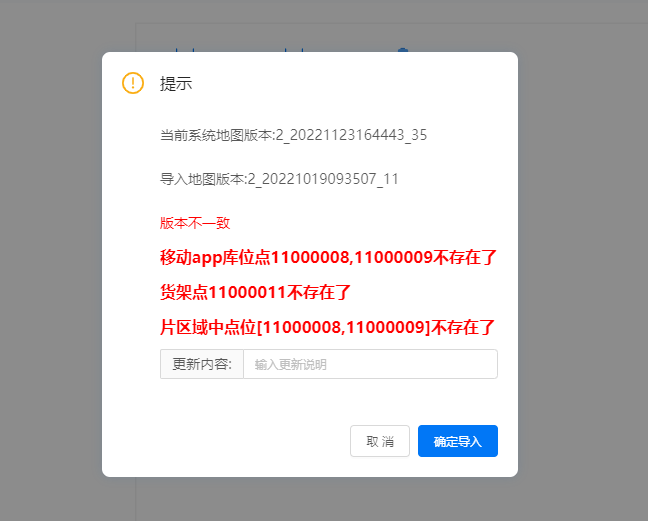 提示
当前系统地图版本:2_20221123164443_35
导入地图版本:2_20221019093507_11
版本不一致
移动app库位点11000008,11000009不存在了
货架点11000011不存在了
片区域中点位[11000008,11000009]不存在了
更新内容: 输入更新说明
取 消 确定导入